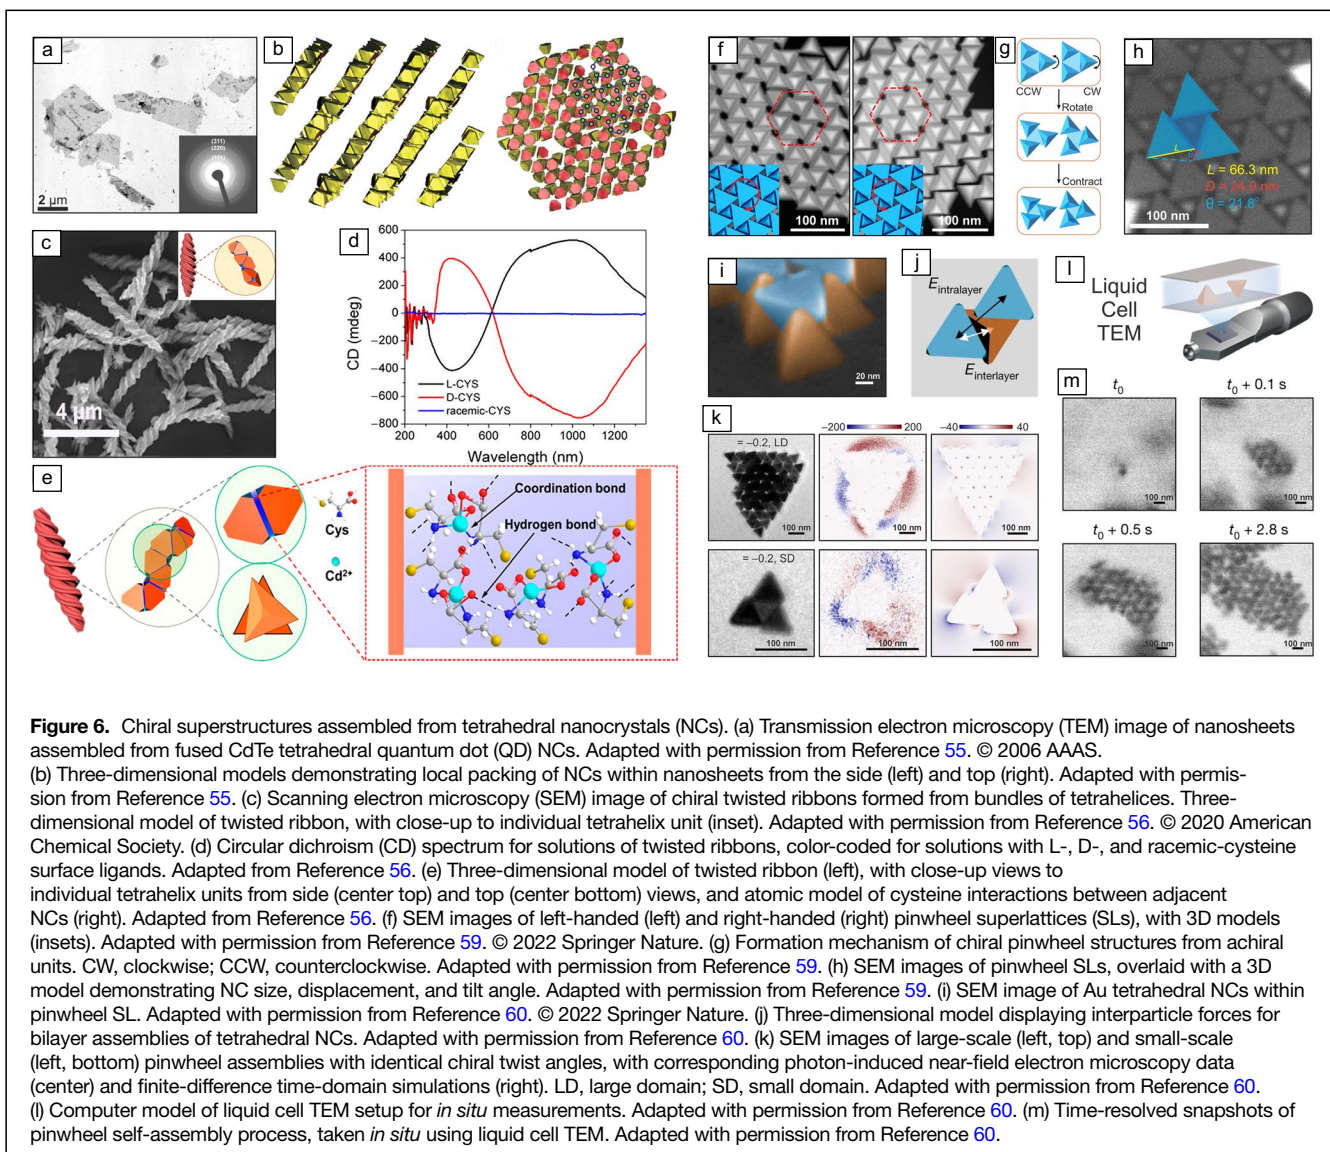 a
(311)
(220)
(111)
2 µm
b
c
4 µm
d
600
400
200
0
−200
−400
−600
−800
CD (mdeg)
L-CYS
D-CYS
racemic-CYS
200 400 600 800 1000 1200
Wavelength (nm)
e
Cys
Cd2+
Coordination bond
Hydrogen bond
f
100 nm
100 nm
g
CCW CW
Rotate
Contract
h
L = 66.3 nm
D = 24.9 nm
θ = 21.8°
100 nm
i
20 nm
j
Eintralayer
Einterlayer
k
−200 200
−40 40
= −0.2, LD
100 nm
100 nm
100 nm
= −0.2, SD
100 nm
100 nm
100 nm
l
Liquid
Cell
TEM
m
t0
t0 + 0.1 s
100 nm
100 nm
t0 + 0.5 s
t0 + 2.8 s
100 nm
100 nm
Figure 6. Chiral superstructures assembled from tetrahedral nanocrystals (NCs). (a) Transmission electron microscopy (TEM) image of nanosheets
assembled from fused CdTe tetrahedral quantum dot (QD) NCs. Adapted with permission from Reference 55. © 2006 AAAS.
(b) Three-dimensional models demonstrating local packing of NCs within nanosheets from the side (left) and top (right). Adapted with permis-
sion from Reference 55. (c) Scanning electron microscopy (SEM) image of chiral twisted ribbons formed from bundles of tetrahelices. Three-
dimensional model of twisted ribbon, with close-up to individual tetrahelix unit (inset). Adapted with permission from Reference 56. © 2020 American
Chemical Society. (d) Circular dichroism (CD) spectrum for solutions of twisted ribbons, color-coded for solutions with L-, D-, and racemic-cysteine
surface ligands. Adapted from Reference 56. (e) Three-dimensional model of twisted ribbon (left), with close-up views to
individual tetrahelix units from side (center top) and top (center bottom) views, and atomic model of cysteine interactions between adjacent
NCs (right). Adapted from Reference 56. (f) SEM images of left-handed (left) and right-handed (right) pinwheel superlattices (SLs), with 3D models
(insets). Adapted with permission from Reference 59. © 2022 Springer Nature. (g) Formation mechanism of chiral pinwheel structures from achiral
units. CW, clockwise; CCW, counterclockwise. Adapted with permission from Reference 59. (h) SEM images of pinwheel SLs, overlaid with a 3D
model demonstrating NC size, displacement, and tilt angle. Adapted with permission from Reference 59. (i) SEM image of Au tetrahedral NCs within
pinwheel SL. Adapted with permission from Reference 60. © 2022 Springer Nature. (j) Three-dimensional model displaying interparticle forces for
bilayer assemblies of tetrahedral NCs. Adapted with permission from Reference 60. (k) SEM images of large-scale (left, top) and small-scale
(left, bottom) pinwheel assemblies with identical chiral twist angles, with corresponding photon-induced near-field electron microscopy data
(center) and finite-difference time-domain simulations (right). LD, large domain; SD, small domain. Adapted with permission from Reference 60.
(l) Computer model of liquid cell TEM setup for in situ measurements. Adapted with permission from Reference 60. (m) Time-resolved snapshots of
pinwheel self-assembly process, taken in situ using liquid cell TEM. Adapted with permission from Reference 60.